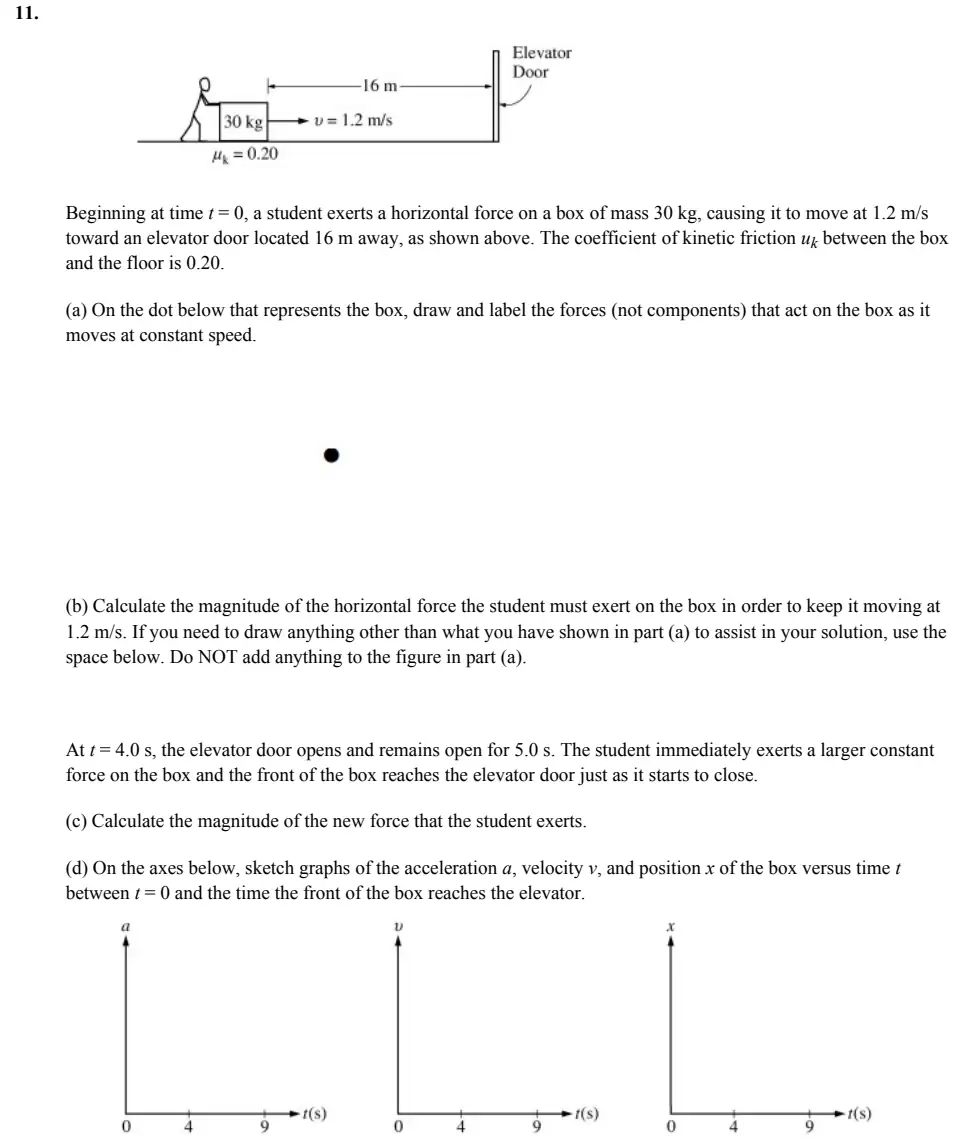 11.
Elevator
Door
16 m
30 kg
v = 1.2 m/s
μk = 0.20
Beginning at time t = 0, a student exerts a horizontal force on a box of mass 30 kg, causing it to move at 1.2 m/s
toward an elevator door located 16 m away, as shown above. The coefficient of kinetic friction uk between the box
and the floor is 0.20.
(a) On the dot below that represents the box, draw and label the forces (not components) that act on the box as it
moves at constant speed.
(b) Calculate the magnitude of the horizontal force the student must exert on the box in order to keep it moving at
1.2 m/s. If you need to draw anything other than what you have shown in part (a) to assist in your solution, use the
space below. Do NOT add anything to the figure in part (a).
At t = 4.0 s, the elevator door opens and remains open for 5.0 s. The student immediately exerts a larger constant
force on the box and the front of the box reaches the elevator door just as it starts to close.
(c) Calculate the magnitude of the new force that the student exerts.
(d) On the axes below, sketch graphs of the acceleration a, velocity v, and position x of the box versus time t
between t = 0 and the time the front of the box reaches the elevator.
a
v
x
t(s)
t(s)
t(s)
0 4 9
0 4 9
0 4 9